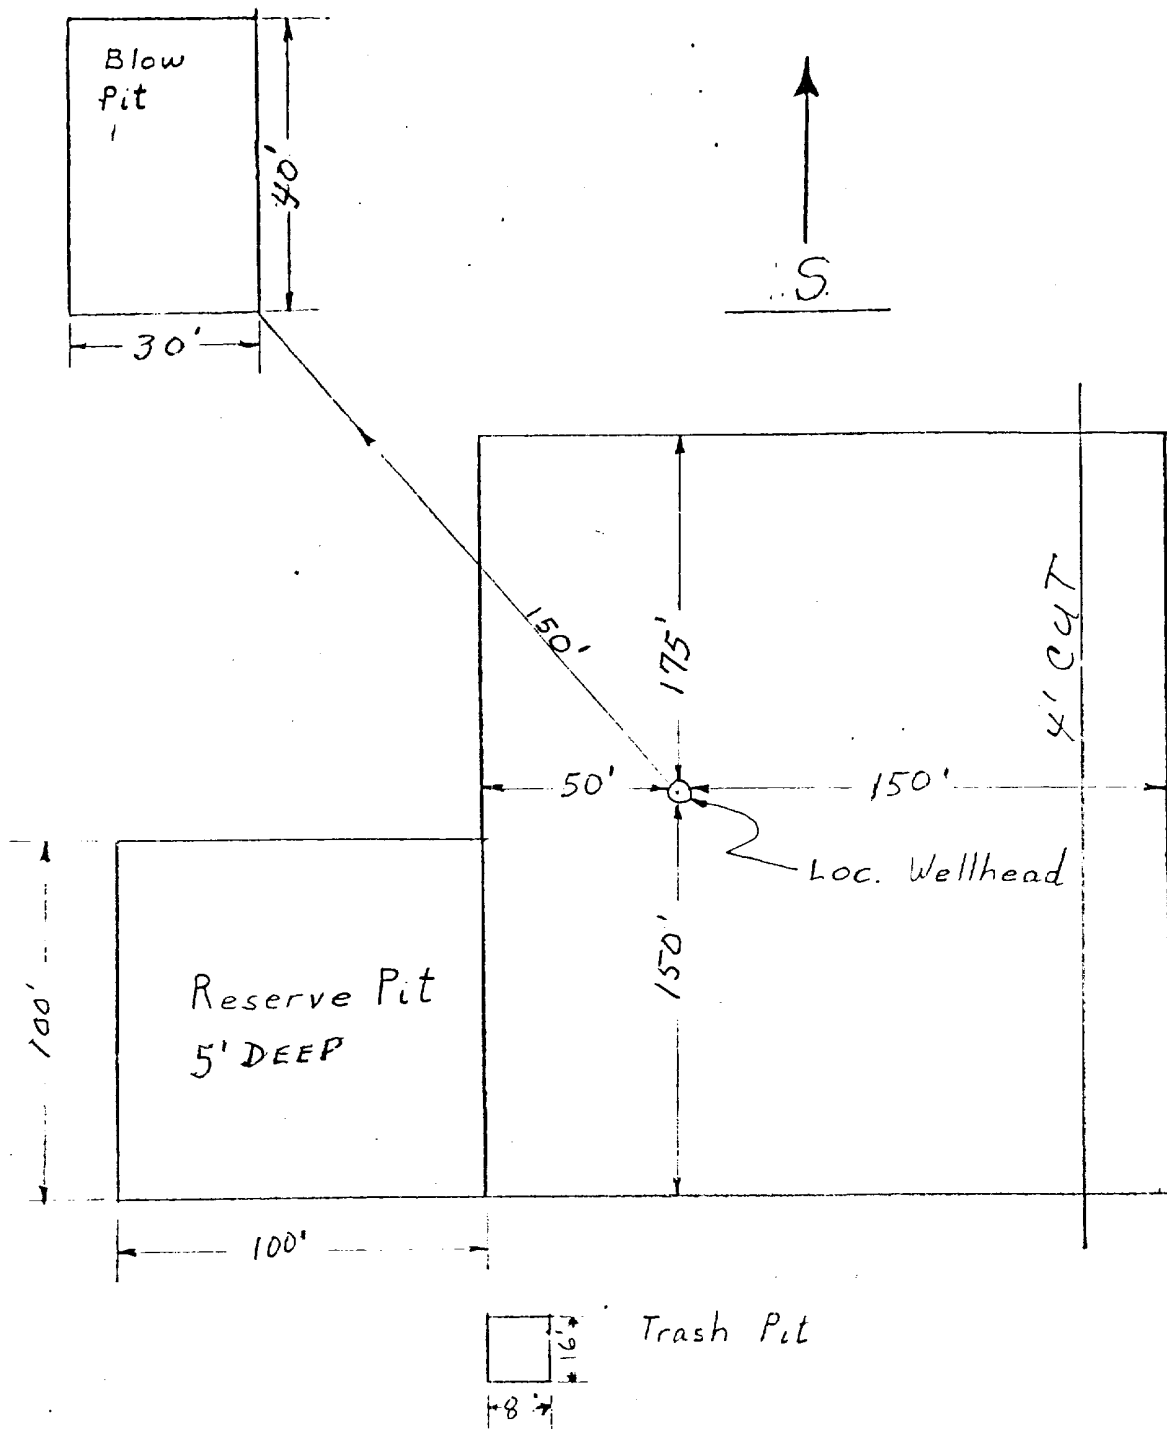 Blow
Pit
40'
30'
S.
175'
150'
4' CUT
50'
150'
Loc. Wellhead
150'
100'
Reserve Pit
5' DEEP
100'
Trash Pit
16'
8'